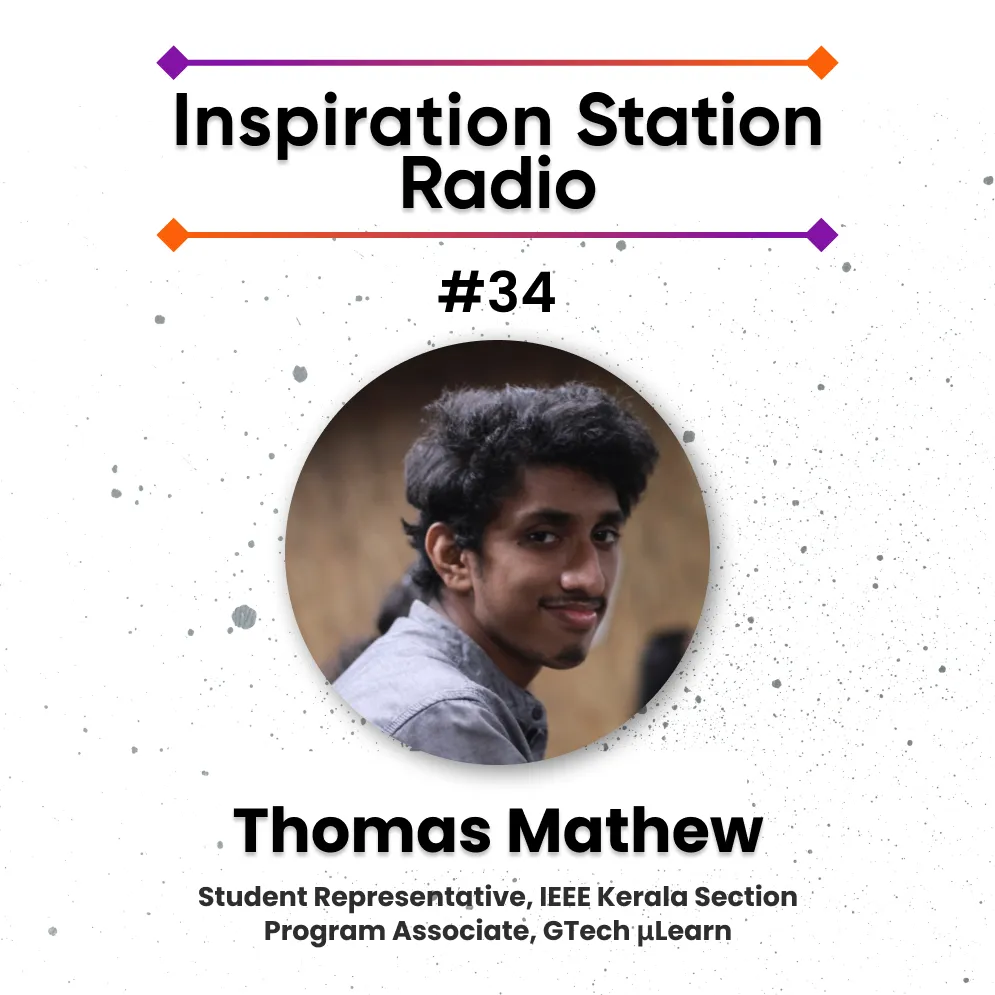 Inspiration Station
Radio
#34
Thomas Mathew
Student Representative, IEEE Kerala Section
Program Associate, GTech µLearn